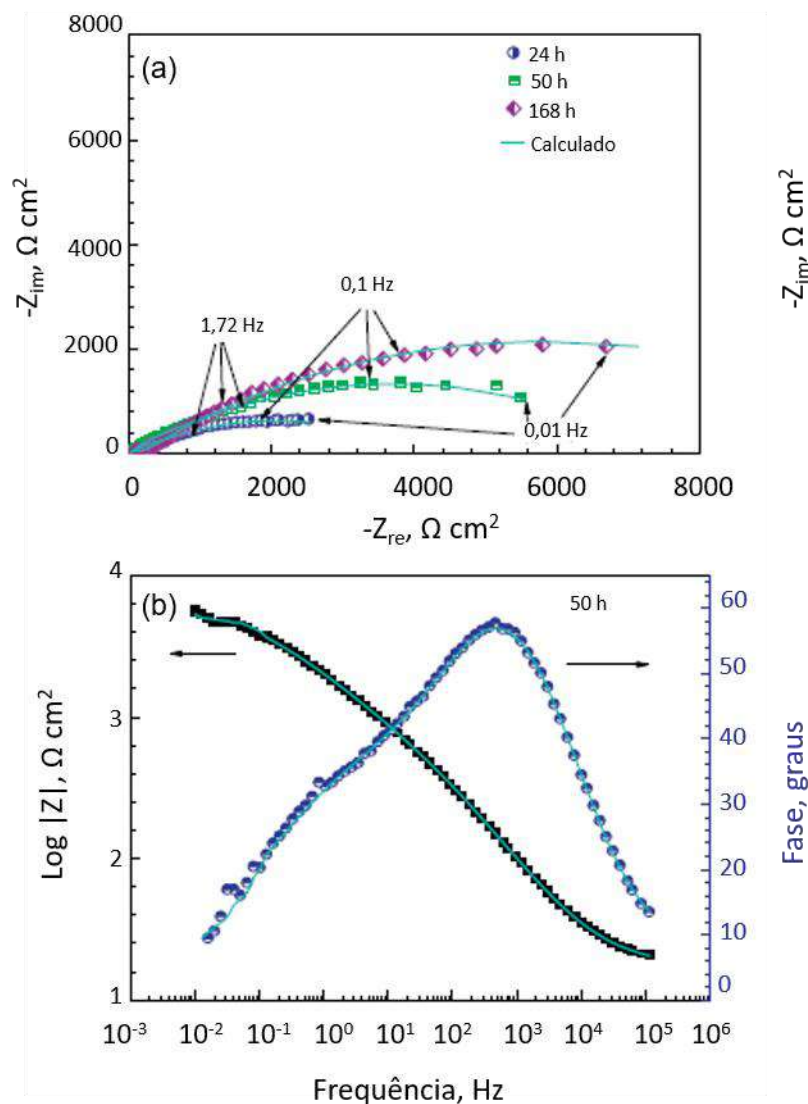 (a)
24 h
50 h
168 h
Calculado
8000
6000
4000
2000
0
-Z_im, Ω cm²
-Z_im, Ω cm²
0,1 Hz
1,72 Hz
0,01 Hz
0 2000 4000 6000 8000
-Z_re, Ω cm²
(b)
50 h
4
3
2
1
Log |Z|, Ω cm²
60
50
40
30
20
10
0
Fase, graus
10⁻³ 10⁻² 10⁻¹ 10⁰ 10¹ 10² 10³ 10⁴ 10⁵ 10⁶
Frequência, Hz